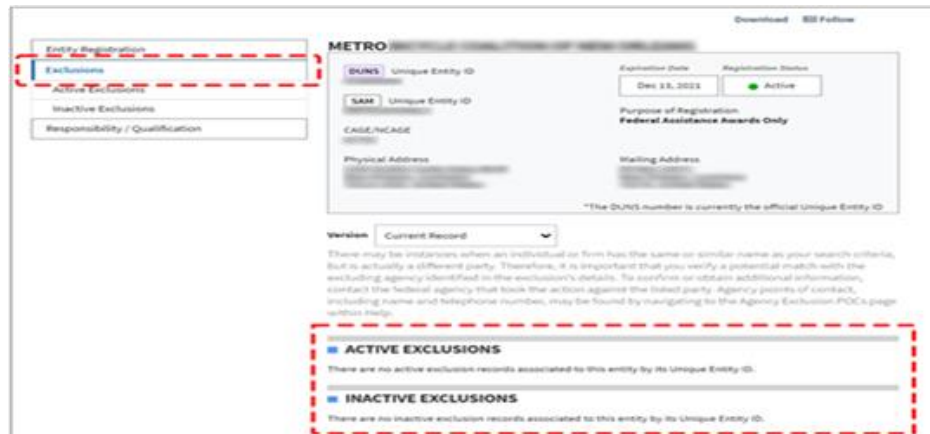 Download Follow
Entity Registration
Exclusions
Active Exclusions
Inactive Exclusions
Responsibility / Qualification
METRO
DUNS Unique Entity ID
SAM Unique Entity ID
CAGE/NCAGE
Physical Address
Expiration Date Registration Status
Dec 13, 2021 Active
Purpose of Registration
Federal Assistance Awards Only
Mailing Address
*The DUNS number is currently the official Unique Entity ID
Version Current Record
There may be instances when an individual or firm has the same or similar name as your search criteria,
but is actually a different party. Therefore, it is important that you verify a potential match with the
excluding agency identified in the exclusion's details. To confirm or obtain additional information,
contact the federal agency that took the action against the listed party. Agency points of contact,
including name and telephone number, may be found by navigating to the Agency Exclusion POCs page
within Help.
ACTIVE EXCLUSIONS
There are no active exclusion records associated to this entity by its Unique Entity ID.
INACTIVE EXCLUSIONS
There are no inactive exclusion records associated to this entity by its Unique Entity ID.